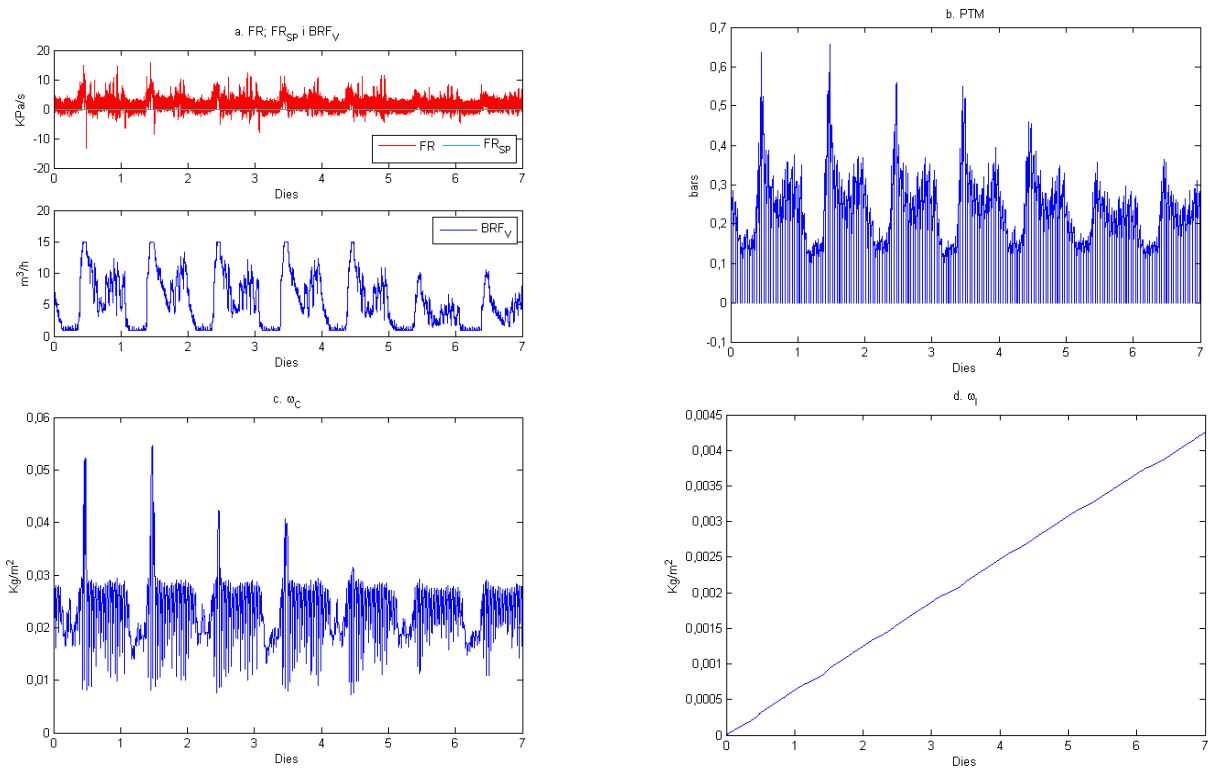 a. FR; FR_SP i BRF_V
20
10
0
-10
-20
KPa/s
FR FR_SP
0 1 2 3 4 5 6 7
Dies
20
15
10
5
0
m³/h
BRF_V
0 1 2 3 4 5 6 7
Dies
b. PTM
0,7
0,6
0,5
0,4
0,3
0,2
0,1
0
-0,1
bars
0 1 2 3 4 5 6 7
Dies
c. ω_C
0,06
0,05
0,04
0,03
0,02
0,01
0
Kg/m²
0 1 2 3 4 5 6 7
Dies
d. ω_I
0,0045
0,004
0,0035
0,003
0,0025
0,002
0,0015
0,001
0,0005
0
Kg/m²
0 1 2 3 4 5 6 7
Dies